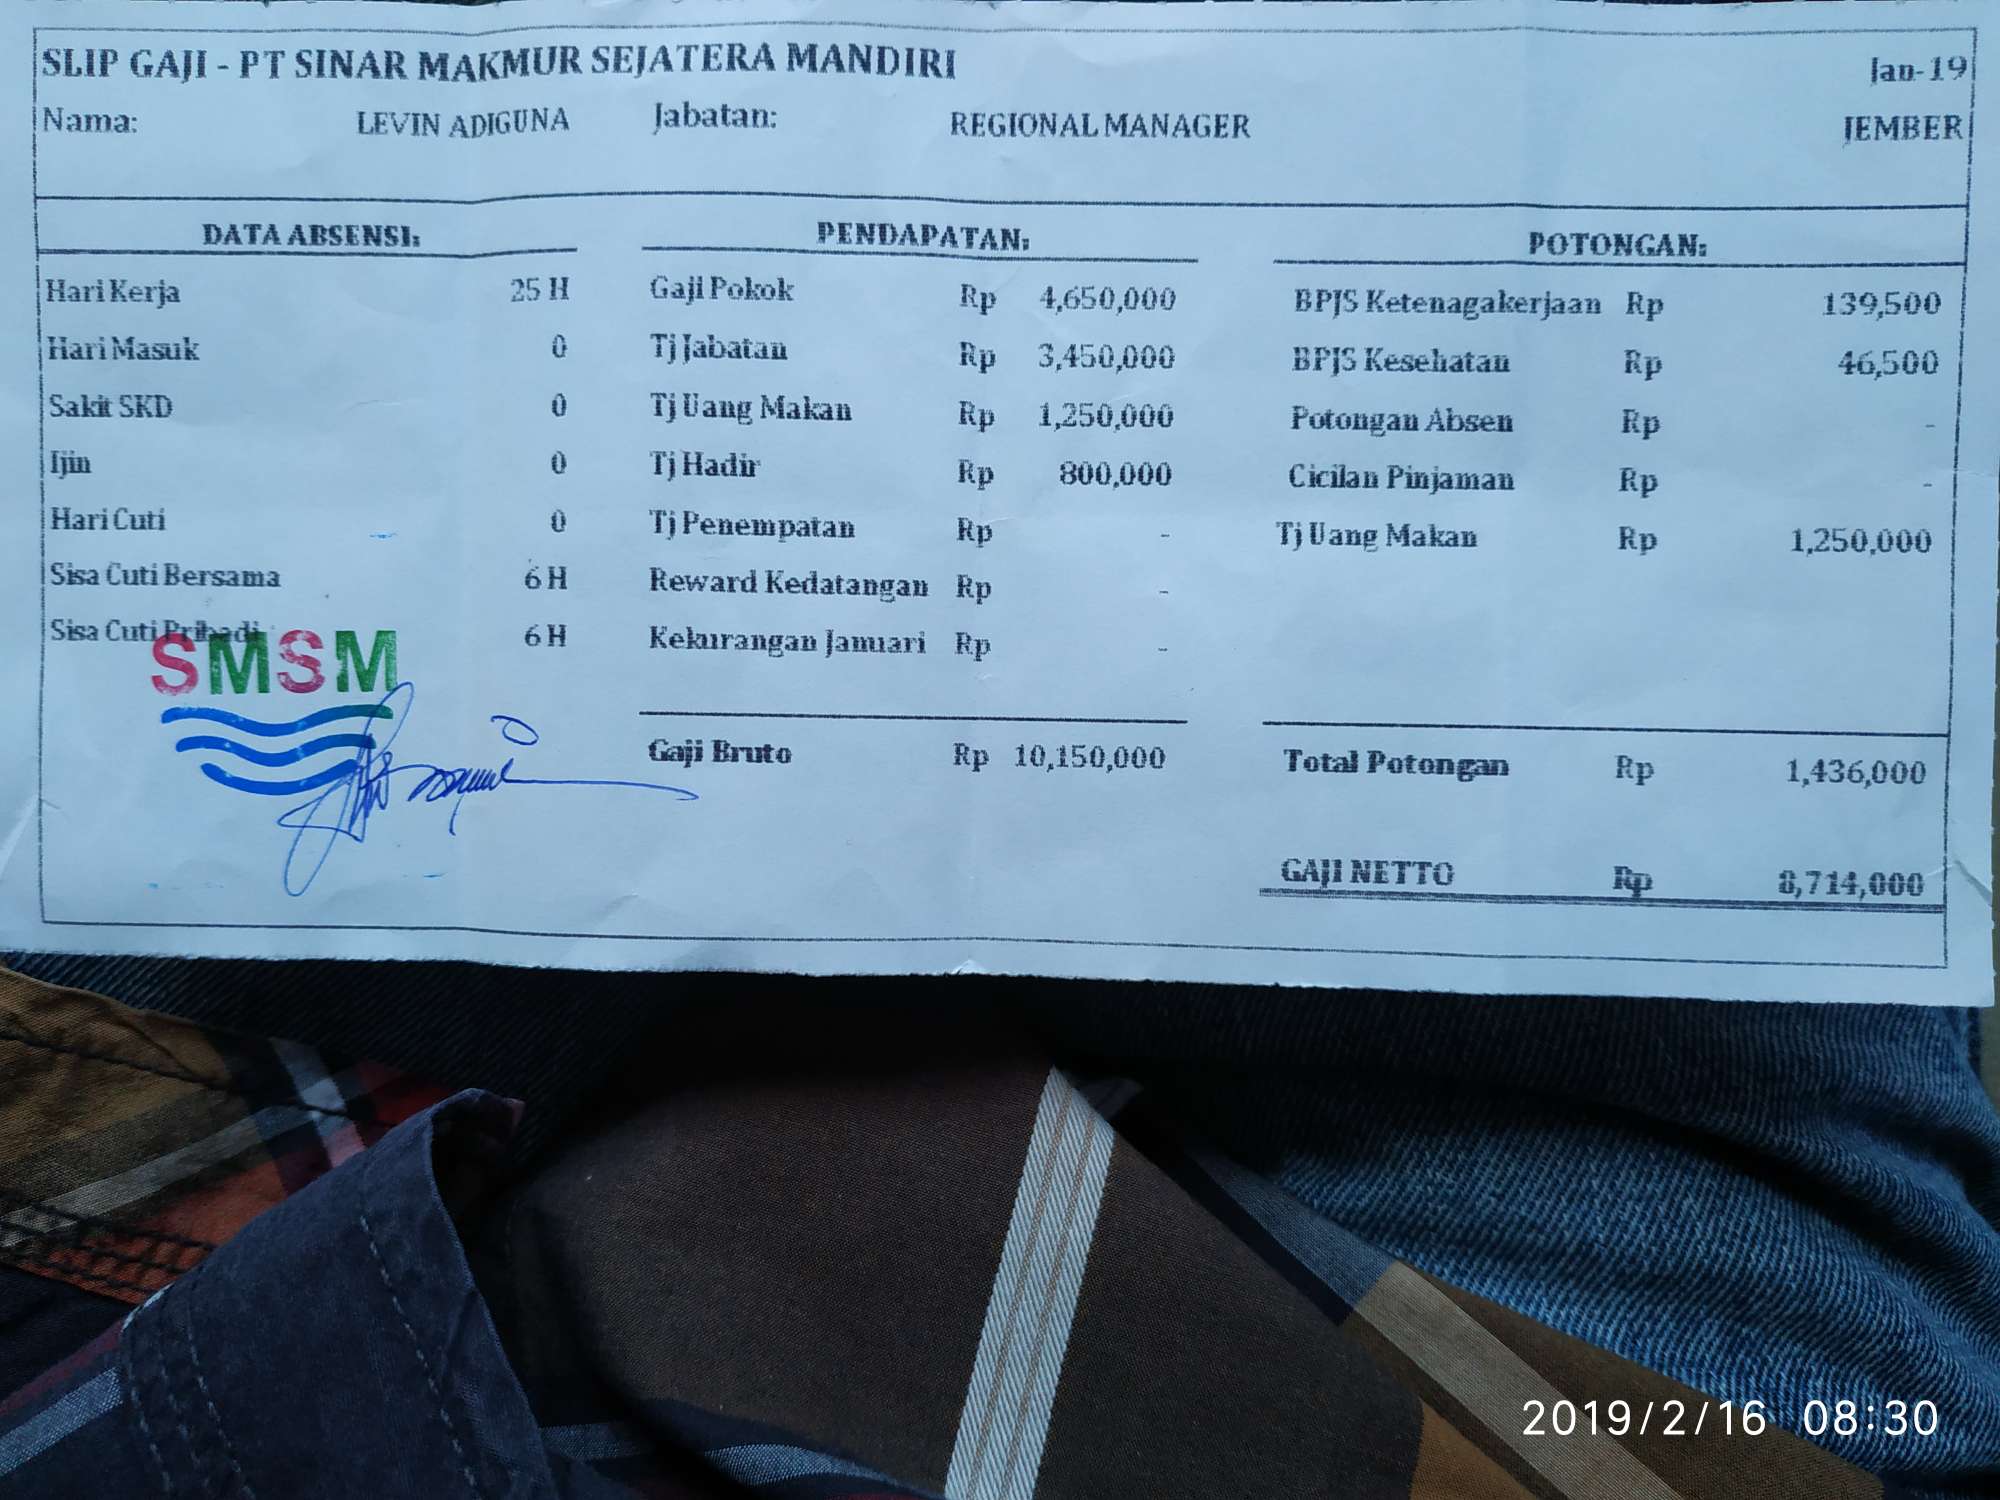 SLIP GAJI - PT SINAR MAKMUR SEJATERA MANDIRI Jan-19
Nama: LEVIN ADIGUNA Jabatan: REGIONAL MANAGER JEMBER
DATA ABSENSI: PENDAPATAN: POTONGAN:
Hari Kerja 25 H Gaji Pokok Rp 4,650,000 BPJS Ketenagakerjaan Rp 139,500
Hari Masuk 0 Tj Jabatan Rp 3,450,000 BPJS Kesehatan Rp 46,500
Sakit SKD 0 Tj Uang Makan Rp 1,250,000 Potongan Absen Rp -
Ijin 0 Tj Hadir Rp 800,000 Cicilan Pinjaman Rp -
Hari Cuti 0 Tj Penempatan Rp - Tj Uang Makan Rp 1,250,000
Sisa Cuti Bersama 6 H Reward Kedatangan Rp -
Sisa Cuti Pribadi 6 H Kekurangan Januari Rp -
SMSM
Gaji Bruto Rp 10,150,000 Total Potongan Rp 1,436,000
GAJI NETTO Rp 8,714,000
2019/2/16 08:30